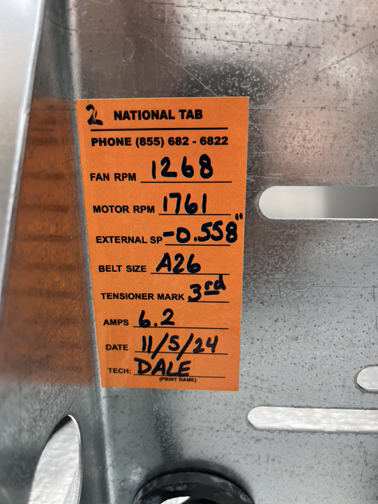 2 NATIONAL TAB
PHONE (855) 682 - 6822
FAN RPM 1268
MOTOR RPM 1761
EXTERNAL SP -0.558"
BELT SIZE A26
TENSIONER MARK 3rd
AMPS 6.2
DATE 11/5/24
TECH: DALE
(PRINT NAME)